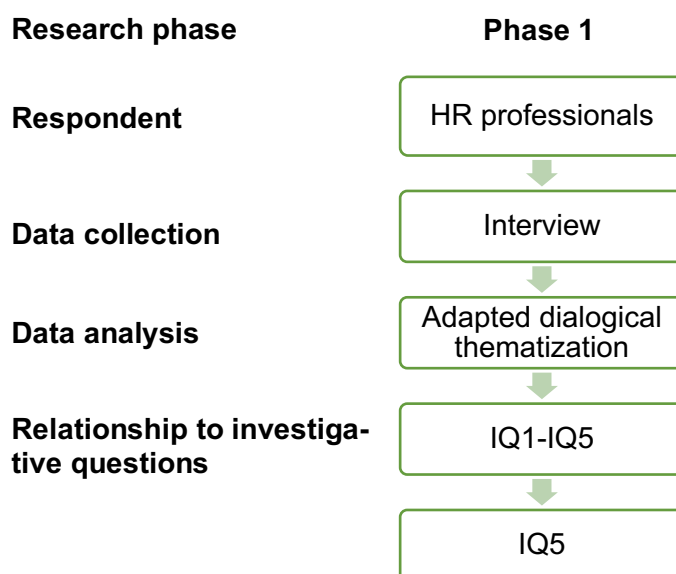 Research phase
Phase 1
Respondent
HR professionals
Data collection
Interview
Data analysis
Adapted dialogical
thematization
Relationship to investiga-
tive questions
IQ1-IQ5
IQ5